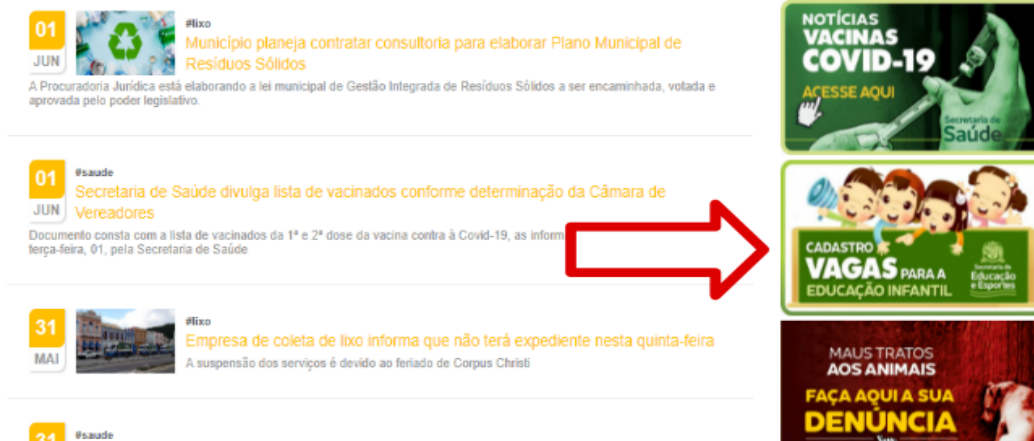 01
JUN
#lixo
Município planeja contratar consultoria para elaborar Plano Municipal de
Resíduos Sólidos
A Procuradoria Jurídica está elaborando a lei municipal de Gestão Integrada de Resíduos Sólidos a ser encaminhada, votada e
aprovada pelo poder legislativo.
01
JUN
#saude
Secretaria de Saúde divulga lista de vacinados conforme determinação da Câmara de
Vereadores
Documento consta com a lista de vacinados da 1ª e 2ª dose da vacina contra à Covid-19, as
terça-feira, 01, pela Secretaria de Saúde
31
MAI
#lixo
Empresa de coleta de lixo informa que não terá expediente nesta quinta-feira
A suspensão dos serviços é devido ao feriado de Corpus Christi
31
#saude
NOTÍCIAS
VACINAS
COVID-19
ACESSE AQUI
Secretaria de
Saúde
CADASTRO
VAGAS PARA A
EDUCAÇÃO INFANTIL
Secretaria de
Educação
e Esportes
MAUS TRATOS
AOS ANIMAIS
FAÇA AQUI A SUA
DENÚNCIA